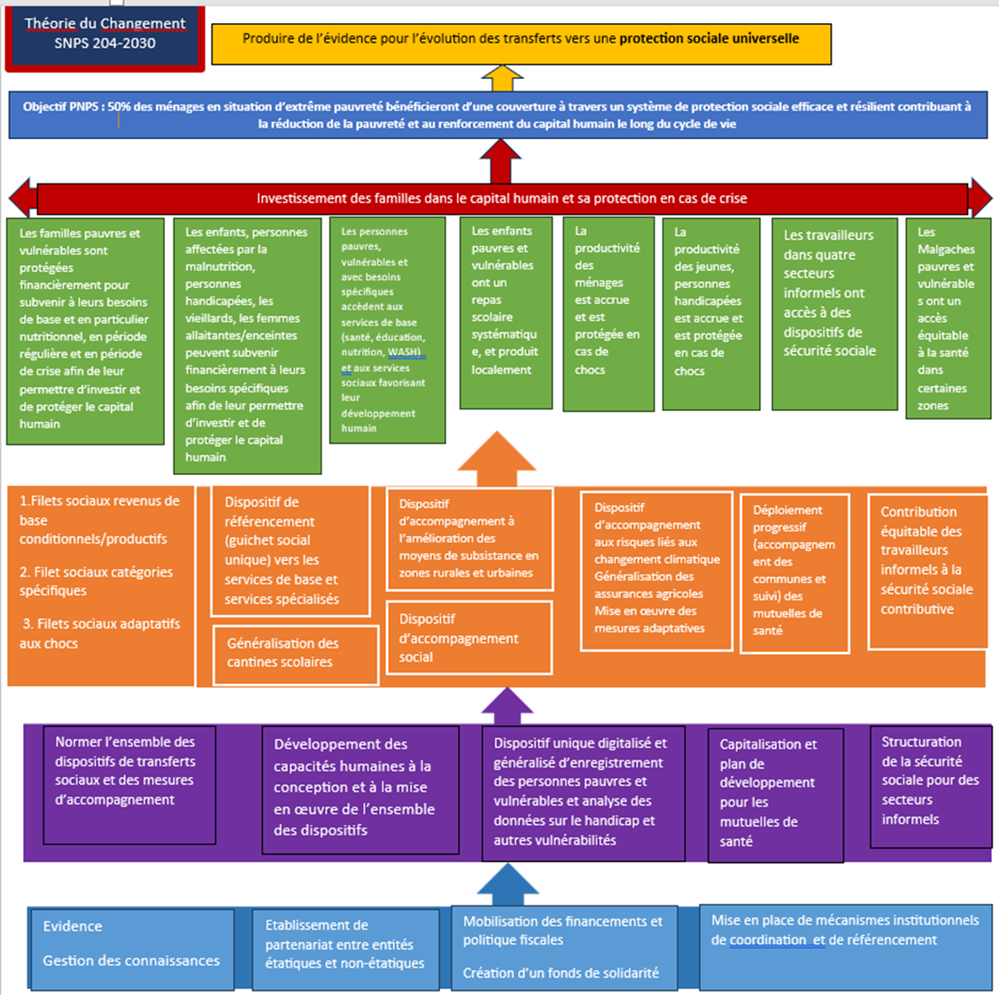 Théorie du Changement
SNPS 204-2030
Produire de l'évidence pour l'évolution des transferts vers une protection sociale universelle
Objectif PNPS : 50% des ménages en situation d'extrême pauvreté bénéficieront d'une couverture à travers un système de protection sociale efficace et résilient contribuant à
la réduction de la pauvreté et au renforcement du capital humain le long du cycle de vie
Investissement des familles dans le capital humain et sa protection en cas de crise
Les familles pauvres et
vulnérables sont
protégées
financièrement pour
subvenir à leurs besoins
de base et en particulier
nutritionnel, en période
régulière et en période
de crise afin de leur
permettre d'investir et
de protéger le capital
humain
Les enfants, personnes
affectées par la
malnutrition,
personnes
handicapées, les
vieillards, les femmes
allaitantes/enceintes
peuvent subvenir
financièrement à leurs
besoins spécifiques
afin de leur permettre
d'investir et de
protéger le capital
humain
Les personnes
pauvres,
vulnérables et
avec besoins
spécifiques
accèdent aux
services de base
(santé, éducation,
nutrition, WASH)
et aux services
sociaux favorisant
leur
développement
humain
Les enfants
pauvres et
vulnérables
ont un
repas
scolaire
systématiqu
e, et produit
localement
La
productivité
des
ménages
est accrue
et est
protégée en
cas de
chocs
La
productivité
des jeunes,
personnes
handicapées
est accrue et
est protégée
en cas de
chocs
Les travailleurs
dans quatre
secteurs
informels ont
accès à des
dispositifs de
sécurité sociale
Les
Malgaches
pauvres et
vulnérable
s ont un
accès
équitable
à la santé
dans
certaines
zones
1.Filets sociaux revenus de
base
conditionnels/productifs
2. Filet sociaux catégories
spécifiques
3. Filets sociaux adaptatifs
aux chocs
Dispositif de
référencement
(guichet social
unique) vers les
services de base et
services spécialisés
Généralisation des
cantines scolaires
Dispositif
d'accompagnement à
l'amélioration des
moyens de subsistance en
zones rurales et urbaines
Dispositif
d'accompagnement
social
Dispositif
d'accompagnement
aux risques liés aux
changement climatique
Généralisation des
assurances agricoles
Mise en œuvre des
mesures adaptatives
Déploiement
progressif
(accompagnem
ent des
communes et
suivi) des
mutuelles de
santé
Contribution
équitable des
travailleurs
informels à la
sécurité sociale
contributive
Normer l'ensemble des
dispositifs de transferts
sociaux et des mesures
d'accompagnement
Développement des
capacités humaines à la
conception et à la mise
en œuvre de l'ensemble
des dispositifs
Dispositif unique digitalisé et
généralisé d'enregistrement
des personnes pauvres et
vulnérables et analyse des
données sur le handicap et
autres vulnérabilités
Capitalisation et
plan de
développement
pour les
mutuelles de
santé
Structuration
de la sécurité
sociale pour des
secteurs
informels
Evidence
Gestion des connaissances
Etablissement de
partenariat entre entités
étatiques et non-étatiques
Mobilisation des financements et
politique fiscales
Création d'un fonds de solidarité
Mise en place de mécanismes institutionnels
de coordination et de référencement